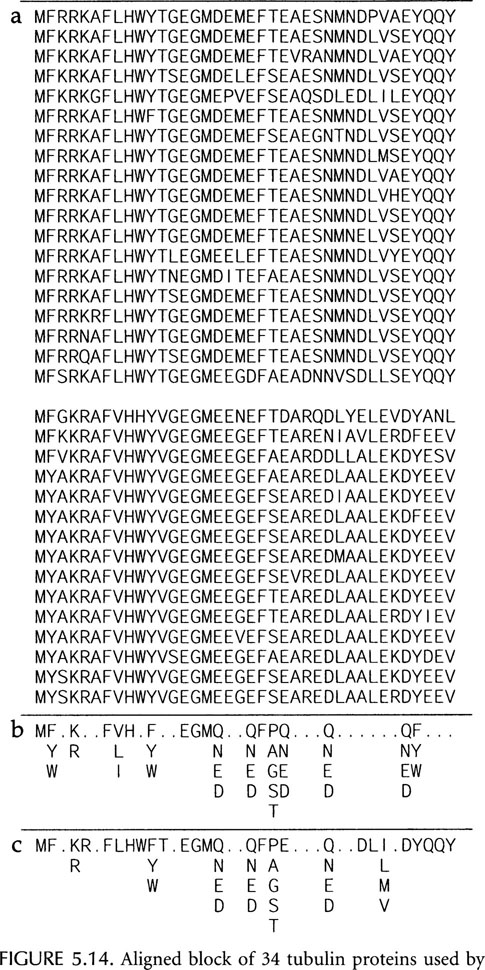 a MFRRKAFLHWYTGEGMDEMEFTEAESNMNDPVAEYQQY
MFKRKAFLHWYTGEGMDEMEFTEAESNMNDLVSEYQQY
MFKRKAFLHWYTGEGMDEMEFTEVRANMNDLVAEYQQY
MFKRKAFLHWYTSEGMDELEFSEAESNMNDLVSEYQQY
MFKRKGFLHWYTGEGMEPVEFSEAQSDLEDLILEYQQY
MFRRKAFLHWFTGEGMDEMEFTEAESNMNDLVSEYQQY
MFRRKAFLHWYTGEGMDEMEFSEAEGNTNDLVSEYQQY
MFRRKAFLHWYTGEGMDEMEFTEAESNMNDLMSEYQQY
MFRRKAFLHWYTGEGMDEMEFTEAESNMNDLVAEYQQY
MFRRKAFLHWYTGEGMDEMEFTEAESNMNDLVHEYQQY
MFRRKAFLHWYTGEGMDEMEFTEAESNMNDLVSEYQQY
MFRRKAFLHWYTGEGMDEMEFTEAESNMNELVSEYQQY
MFRRKAFLHWYTLEGMEELEFTEAESNMNDLVYEYQQY
MFRRKAFLHWYTNEGMDITEFAEAESNMNDLVSEYQQY
MFRRKAFLHWYTSEGMDEMEFTEAESNMNDLVSEYQQY
MFRRKRFLHWYTGEGMDEMEFTEAESNMNDLVSEYQQY
MFRRNAFLHWYTGEGMDEMEFTEAESNMNDLVSEYQQY
MFRRQAFLHWYTSEGMDEMEFTEAESNMNDLVSEYQQY
MFSRKAFLHWYTGEGMEEGDFAEADNNVSDLLSEYQQY
MFGKRAFVHHYVGEGMEENEFTDARQDLYELEVDYANL
MFKKRAFVHWYVGEGMEEGEFTEARENIAVLERDFEEV
MFVKRAFVHWYVGEGMEEGEFAEARDDLLALEKDYESV
MYAKRAFVHWYVGEGMEEGEFAEAREDLAALEKDYEEV
MYAKRAFVHWYVGEGMEEGEFSEAREDIAALEKDYEEV
MYAKRAFVHWYVGEGMEEGEFSEAREDLAALEKDFEEV
MYAKRAFVHWYVGEGMEEGEFSEAREDLAALEKDYEEV
MYAKRAFVHWYVGEGMEEGEFSEAREDMAALEKDYEEV
MYAKRAFVHWYVGEGMEEGEFSEVREDLAALEKDYEEV
MYAKRAFVHWYVGEGMEEGEFTEAREDLAALERDYIEV
MYAKRAFVHWYVGEGMEEVEFSEAREDLAALEKDYEEV
MYAKRAFVHWYVSEGMEEGEFAEAREDLAALEKDYDEV
MYSKRAFVHWYVGEGMEEGEFSEAREDLAALEKDYEEV
MYSKRAFVHWYVGEGMEEGEFSEAREDLAALERDYEEV
b MF.K..FVH.F..EGMQ..QFPQ...Q......QF...
Y R L Y N N AN N NY
W I W E E GE E EW
D D SD D D
T
c MF.KR.FLHWFT.EGMQ..QFPE...Q..DLI.DYQQY
R Y N N A N L
W E E G E M
D D S D V
T
FIGURE 5.14. Aligned block of 34 tubulin proteins used by